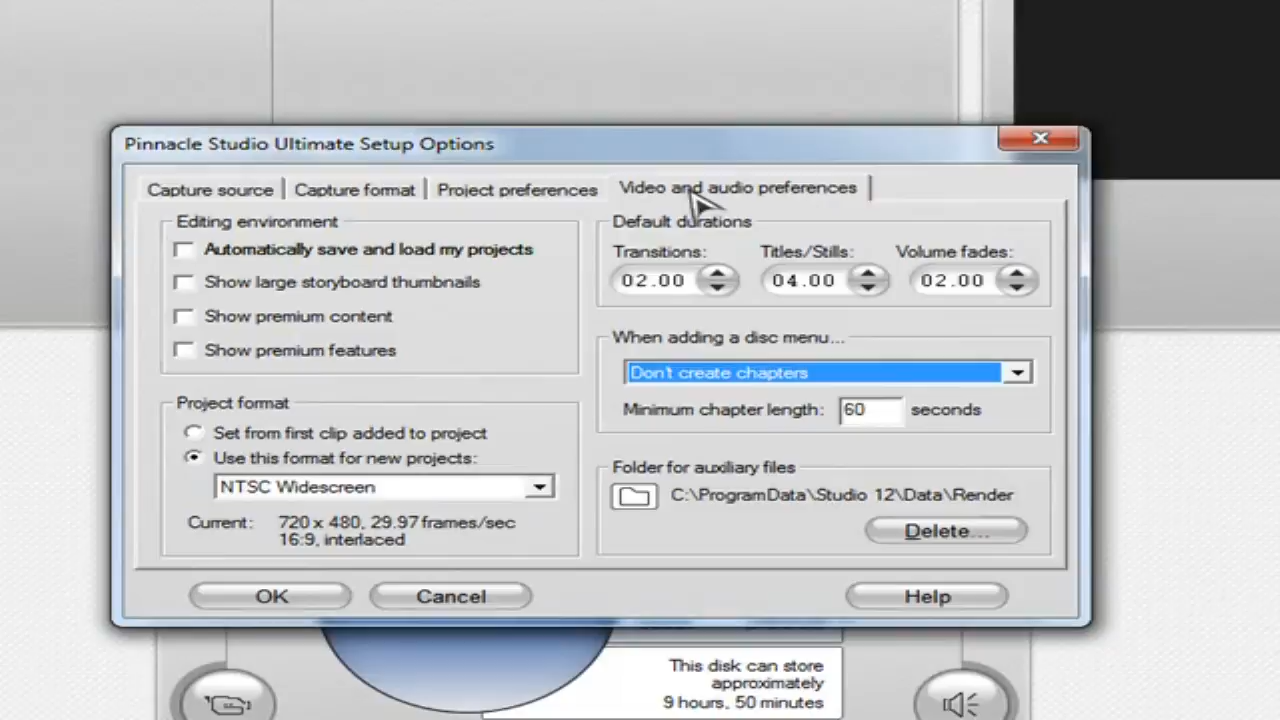 Pinnacle Studio Ultimate Setup Options
Capture source
Capture format
Project preferences
Video and audio preferences
Editing environment
Automatically save and load my projects
Show large storyboard thumbnails
Show premium content
Show premium features
Project format
Set from first clip added to project
Use this format for new projects:
NTSC Widescreen
Current: 720 x 480, 29.97 frames/sec
16:9, interlaced
Default durations
Transitions: Titles/Stills: Volume fades:
02.00 04.00 02.00
When adding a disc menu...
Don't create chapters
Minimum chapter length: 60 seconds
Folder for auxiliary files
C:\ProgramData\Studio 12\Data\Render
Delete...
OK
Cancel
Help
This disk can store
approximately
9 hours, 50 minutes